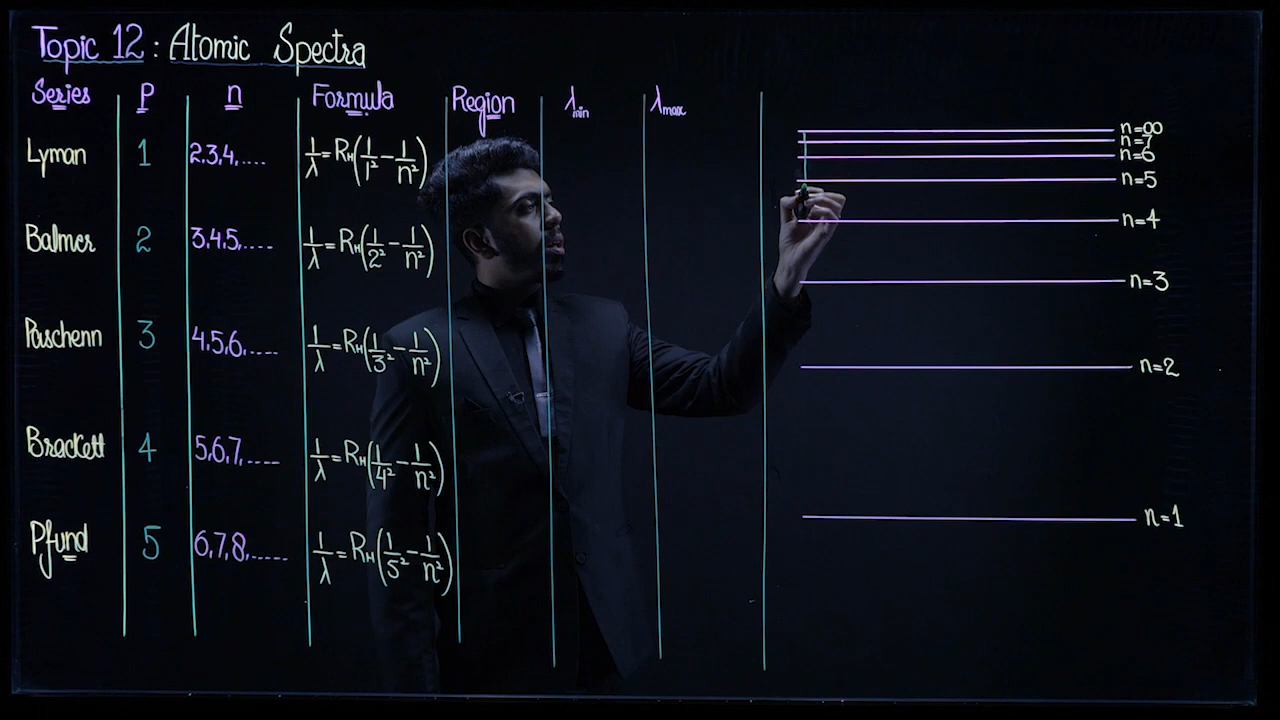 Topic 12 : Atomic Spectra
Series P n Formula Region λmin λmax
Lyman 1 2,3,4,.... 1/λ = RH(1/1² − 1/n²)
Balmer 2 3,4,5,.... 1/λ = RH(1/2² − 1/n²)
Paschenn 3 4,5,6,..... 1/λ = RH(1/3² − 1/n²)
Brackett 4 5,6,7,..... 1/λ = RH(1/4² − 1/n²)
Pfund 5 6,7,8,...... 1/λ = RH(1/5² − 1/n²)
n=∞
n=7
n=6
n=5
n=4
n=3
n=2
n=1